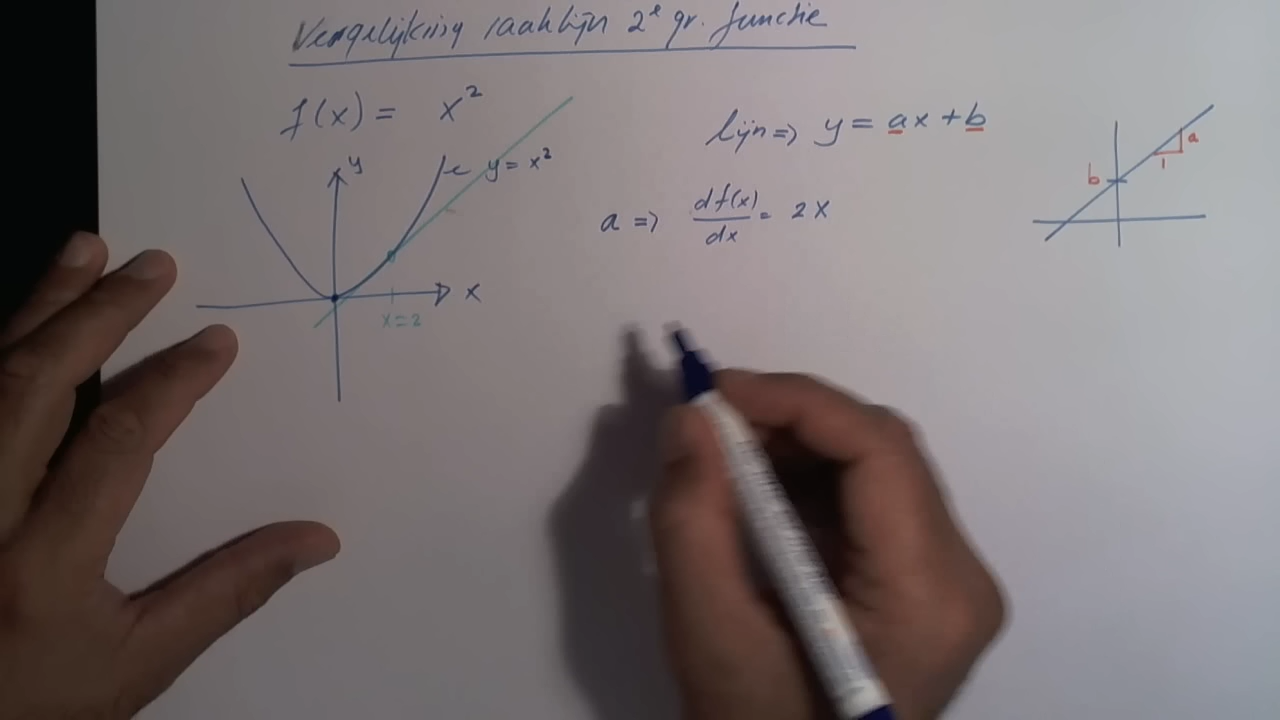 Vergelijking raaklijn 2e gr. functie
f(x) = x²
lijn => y = ax + b
y
y = x²
a => df(x)/dx = 2x
x
x=2
b
a
1